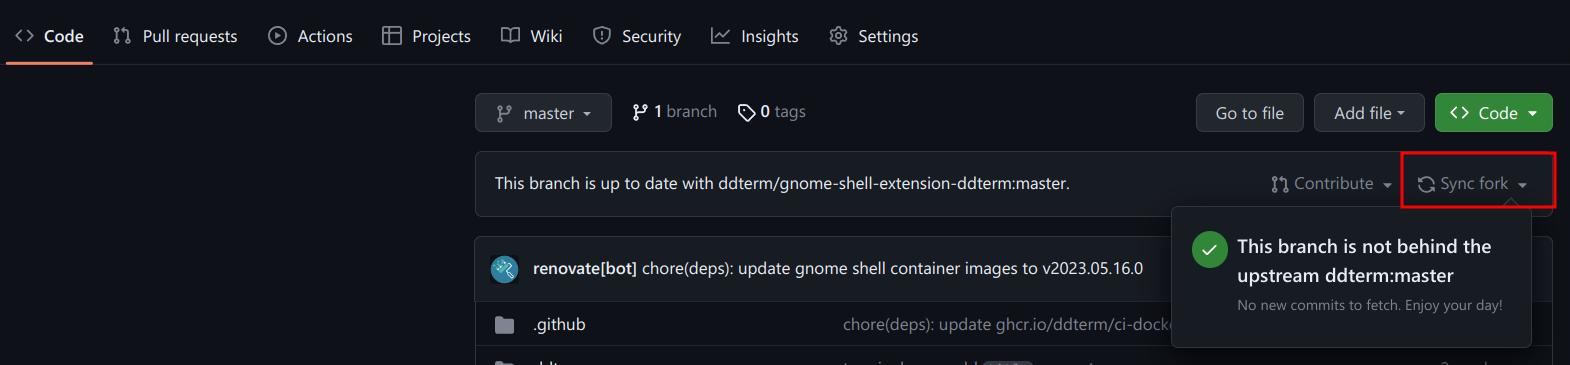 Code Pull requests Actions Projects Wiki Security Insights Settings
master 1 branch 0 tags Go to file Add file Code
This branch is up to date with ddterm/gnome-shell-extension-ddterm:master. Contribute Sync fork
This branch is not behind the
upstream ddterm:master
No new commits to fetch. Enjoy your day!
renovate[bot] chore(deps): update gnome shell container images to v2023.05.16.0
.github chore(deps): update ghcr.io/ddterm/ci-dock